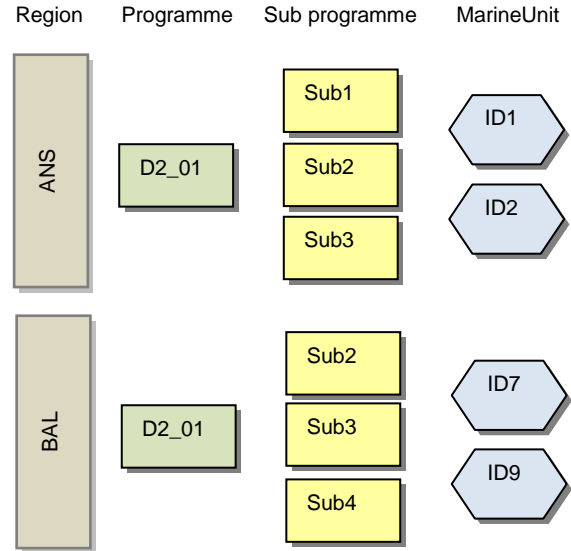 Region Programme Sub programme MarineUnit
ANS
D2_01
Sub1
Sub2
Sub3
ID1
ID2
BAL
D2_01
Sub2
Sub3
Sub4
ID7
ID9